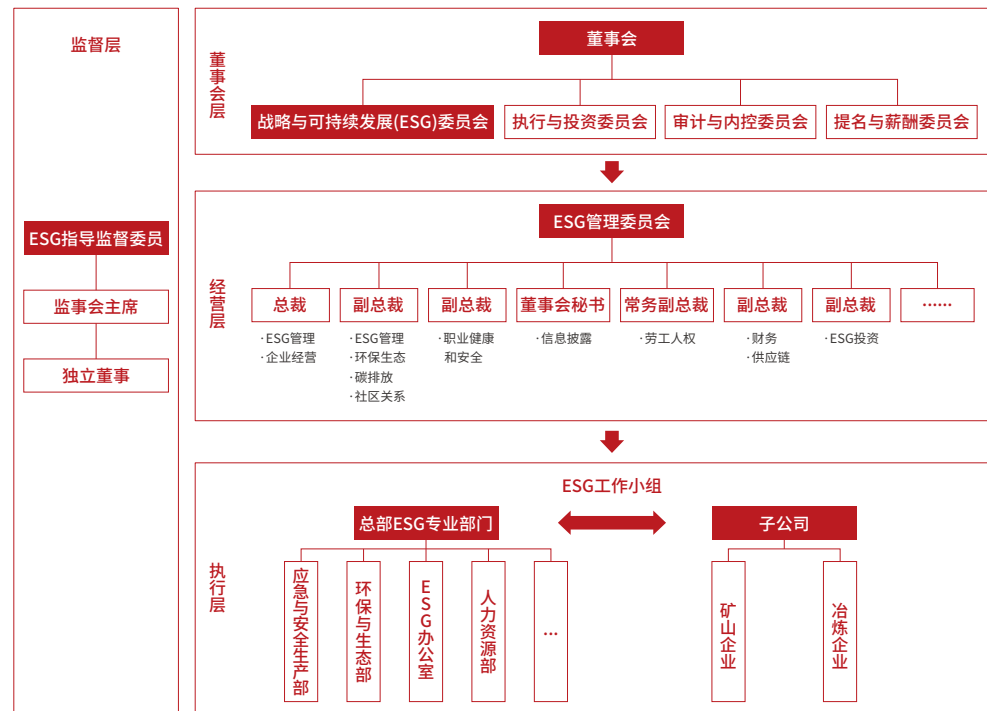 监督层
ESG指导监督委员
监事会主席
独立董事
董事会层
董事会
战略与可持续发展(ESG)委员会
执行与投资委员会
审计与内控委员会
提名与薪酬委员会
经营层
ESG管理委员会
总裁
·ESG管理
·企业经营
副总裁
·ESG管理
·环保生态
·碳排放
·社区关系
副总裁
·职业健康
和安全
董事会秘书
·信息披露
常务副总裁
·劳工人权
副总裁
·财务
·供应链
副总裁
·ESG投资
······
执行层
ESG工作小组
总部ESG专业部门
子公司
应急与安全生产部
环保与生态部
ESG办公室
人力资源部
...
矿山企业
冶炼企业